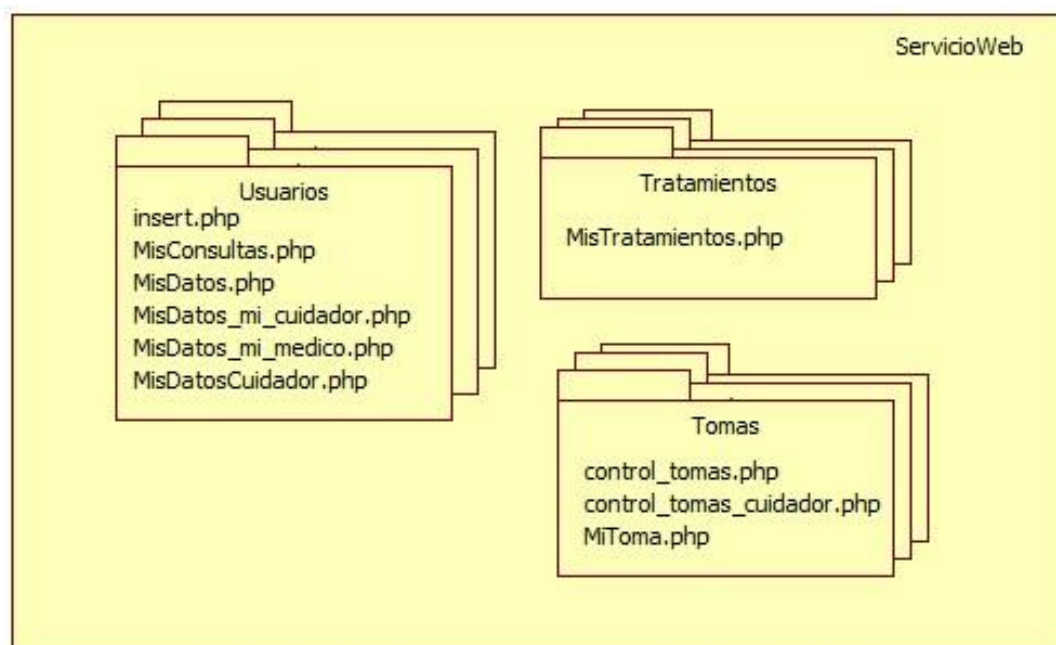 ServicioWeb
Usuarios
insert.php
MisConsultas.php
MisDatos.php
MisDatos_mi_cuidador.php
MisDatos_mi_medico.php
MisDatosCuidador.php
Tratamientos
MisTratamientos.php
Tomas
control_tomas.php
control_tomas_cuidador.php
MiToma.php